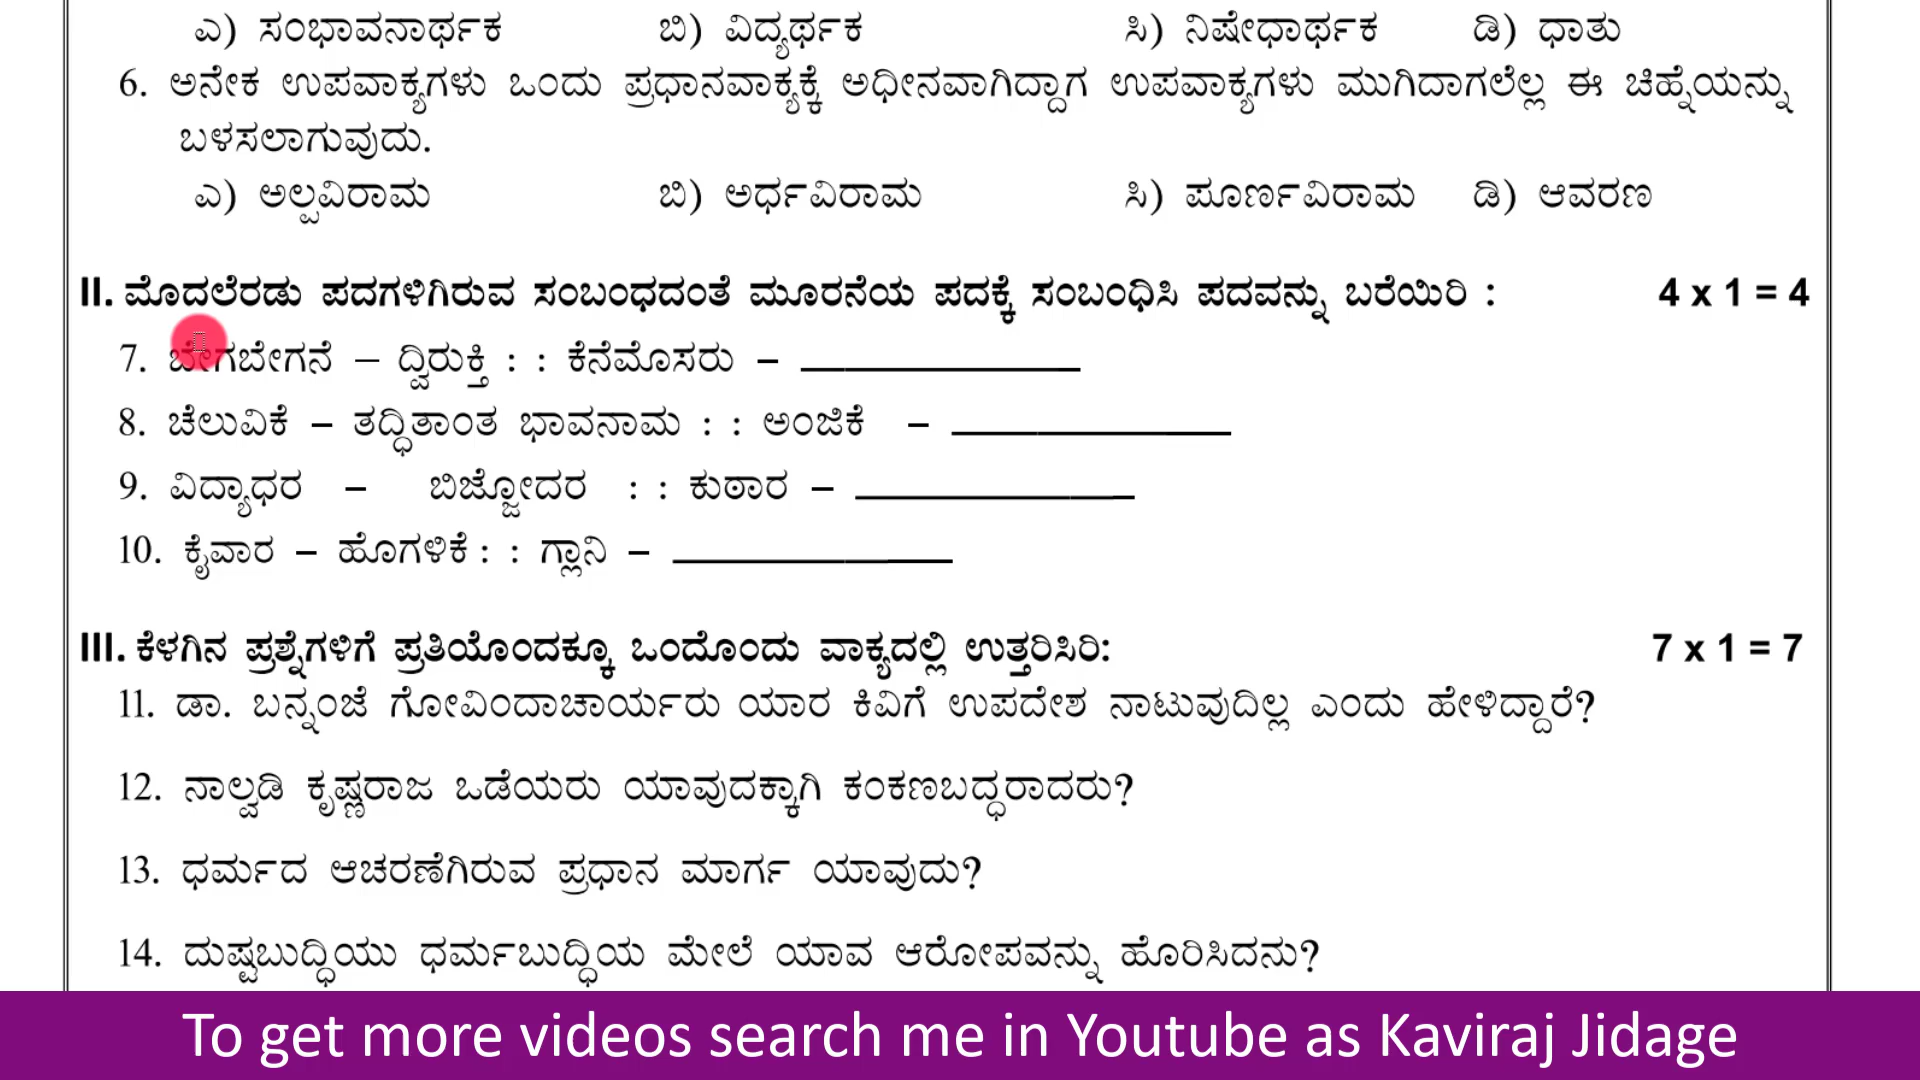 ಎ) ಸಂಭಾವನಾರ್ಥಕ ಬಿ) ವಿದ್ಯರ್ಥಕ ಸಿ) ನಿಷೇಧಾರ್ಥಕ ಡಿ) ಧಾತು
6. ಅನೇಕ ಉಪವಾಕ್ಯಗಳು ಒಂದು ಪ್ರಧಾನವಾಕ್ಯಕ್ಕೆ ಅಧೀನವಾಗಿದ್ದಾಗ ಉಪವಾಕ್ಯಗಳು ಮುಗಿದಾಗಲೆಲ್ಲ ಈ ಚಿಹ್ನೆಯನ್ನು
ಬಳಸಲಾಗುವುದು.
ಎ) ಅಲ್ಪವಿರಾಮ ಬಿ) ಅರ್ಧವಿರಾಮ ಸಿ) ಪೂರ್ಣವಿರಾಮ ಡಿ) ಆವರಣ
II. ಮೊದಲೆರಡು ಪದಗಳಿಗಿರುವ ಸಂಬಂಧದಂತೆ ಮೂರನೆಯ ಪದಕ್ಕೆ ಸಂಬಂಧಿಸಿ ಪದವನ್ನು ಬರೆಯಿರಿ : 4 x 1 = 4
7. ಬೇಗಬೇಗನೆ – ದ್ವಿರುಕ್ತಿ : : ಕೆನೆಮೊಸರು – ____________
8. ಚೆಲುವಿಕೆ – ತದ್ಧಿತಾಂತ ಭಾವನಾಮ : : ಅಂಜಿಕೆ – ____________
9. ವಿದ್ಯಾಧರ – ಬಿಜ್ಜೋದರ : : ಕುಠಾರ – ____________
10. ಕೈವಾರ – ಹೊಗಳಿಕೆ : : ಗ್ಲಾನಿ – ____________
III. ಕೆಳಗಿನ ಪ್ರಶ್ನೆಗಳಿಗೆ ಪ್ರತಿಯೊಂದಕ್ಕೂ ಒಂದೊಂದು ವಾಕ್ಯದಲ್ಲಿ ಉತ್ತರಿಸಿರಿ: 7 x 1 = 7
11. ಡಾ. ಬನ್ನಂಜೆ ಗೋವಿಂದಾಚಾರ್ಯರು ಯಾರ ಕಿವಿಗೆ ಉಪದೇಶ ನಾಟುವುದಿಲ್ಲ ಎಂದು ಹೇಳಿದ್ದಾರೆ?
12. ನಾಲ್ವಡಿ ಕೃಷ್ಣರಾಜ ಒಡೆಯರು ಯಾವುದಕ್ಕಾಗಿ ಕಂಕಣಬದ್ಧರಾದರು?
13. ಧರ್ಮದ ಆಚರಣೆಗಿರುವ ಪ್ರಧಾನ ಮಾರ್ಗ ಯಾವುದು?
14. ದುಷ್ಟಬುದ್ಧಿಯು ಧರ್ಮಬುದ್ಧಿಯ ಮೇಲೆ ಯಾವ ಆರೋಪವನ್ನು ಹೊರಿಸಿದನು?
To get more videos search me in Youtube as Kaviraj Jidage